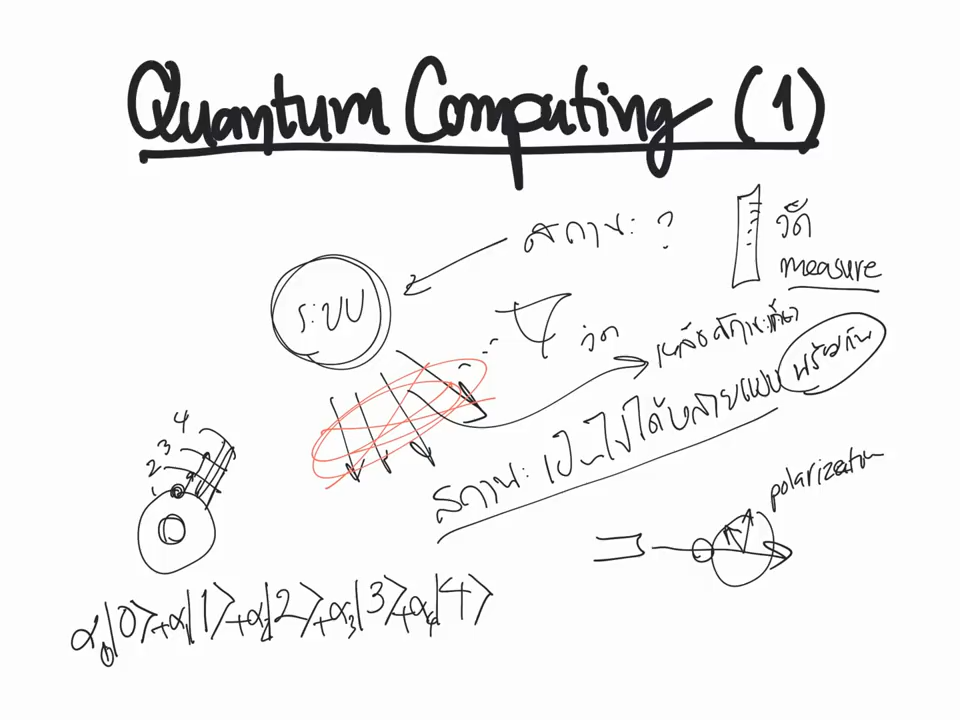 Quantum Computing (1)
สถานะ ?
วัด
measure
ระบบ
วัด
เหลือสถานะเดียว
สถานะ เป็นไปได้หลายแบบ พร้อมกัน
4
3
2
1
polarization
α₀|0⟩+α₁|1⟩+α₂|2⟩+α₃|3⟩+α₄|4⟩